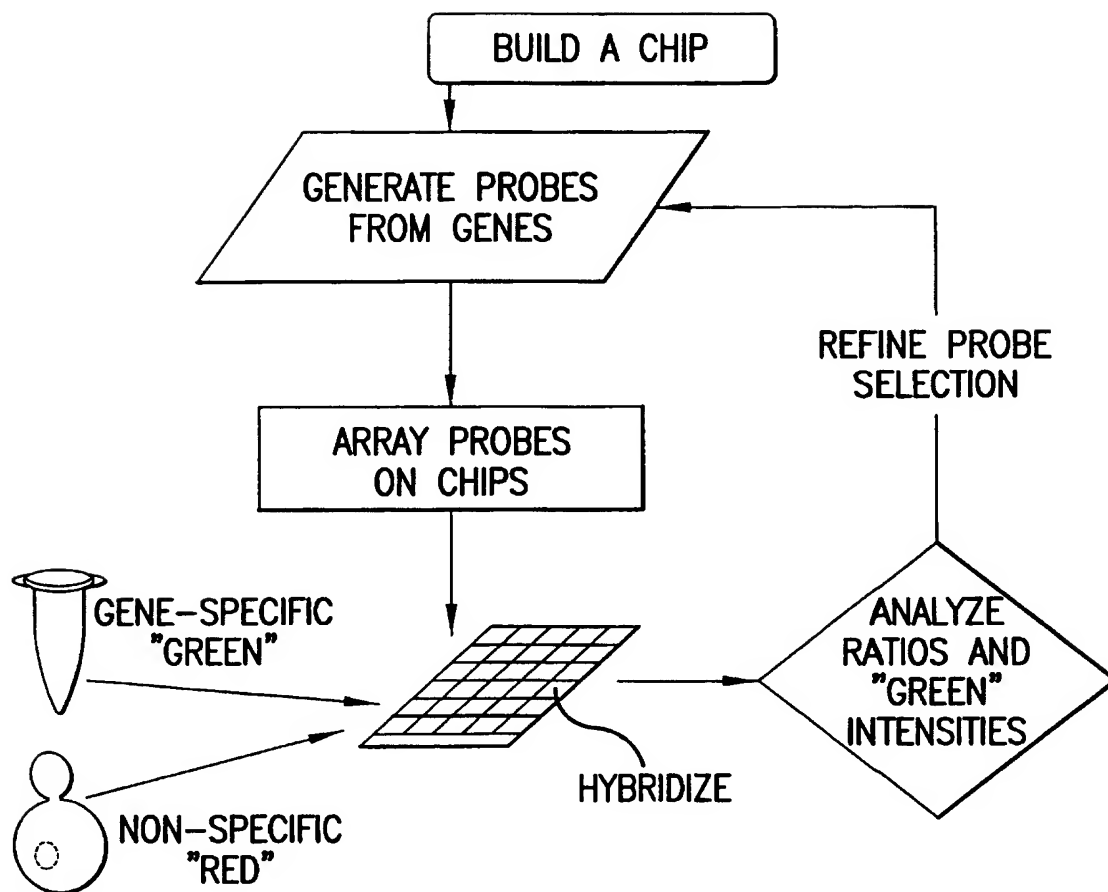 BUILD A CHIP
GENERATE PROBES
FROM GENES
REFINE PROBE
SELECTION
ARRAY PROBES
ON CHIPS
GENE–SPECIFIC
"GREEN"
ANALYZE
RATIOS AND
"GREEN"
INTENSITIES
HYBRIDIZE
NON–SPECIFIC
"RED"